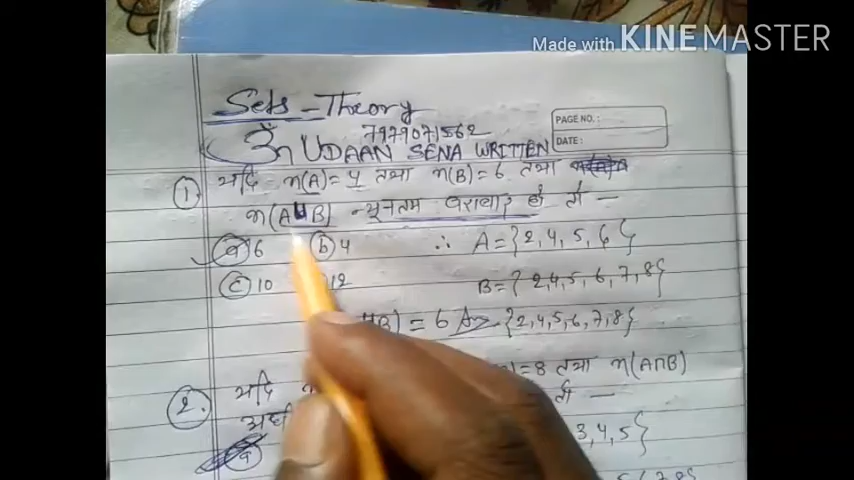 Made with KINEMASTER
Sets - Theory
PAGE NO. :
DATE :
7979071562
ॐ UDAAN SENA WRITTEN
① यदि n(A) = 4 तथा n(B) = 6 तथा
n(A∪B) न्यूनतम बराबर हो तो —
(a) 6 (b) 4 ∴ A = {2, 4, 5, 6}
(c) 10 12 B = {2, 4, 5, 6, 7, 8}
B) = 6 {2, 4, 5, 6, 7, 8}
2. यदि = 8 तथा n(A∩B)
तो —
(a) 3, 4, 5}